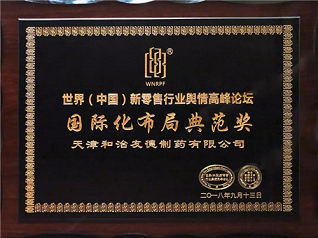 ®
WNRPF
世界（中国）新零售行业舆情高峰论坛
国际化布局典范奖
天津和治友德制药有限公司
二〇一八年九月十三日